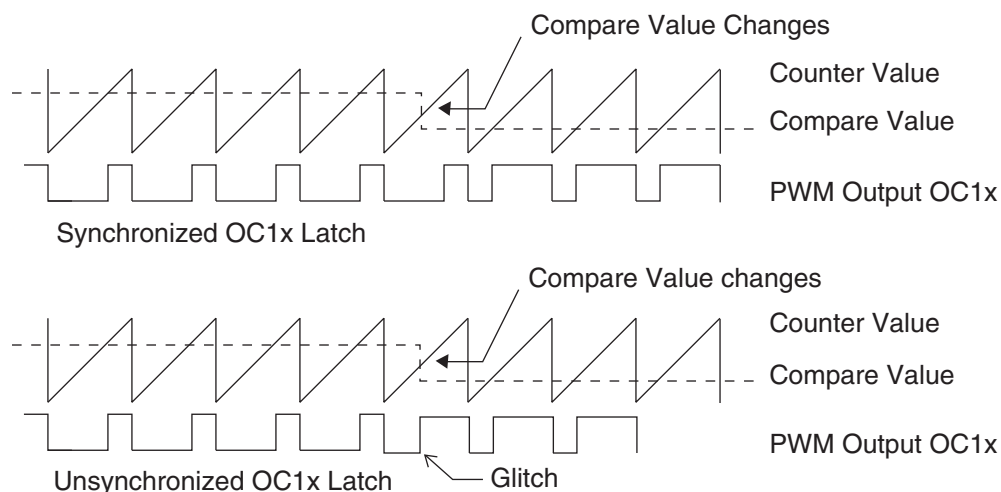 Compare Value Changes
Counter Value
Compare Value
PWM Output OC1x
Synchronized OC1x Latch
Compare Value changes
Counter Value
Compare Value
PWM Output OC1x
Unsynchronized OC1x Latch
Glitch